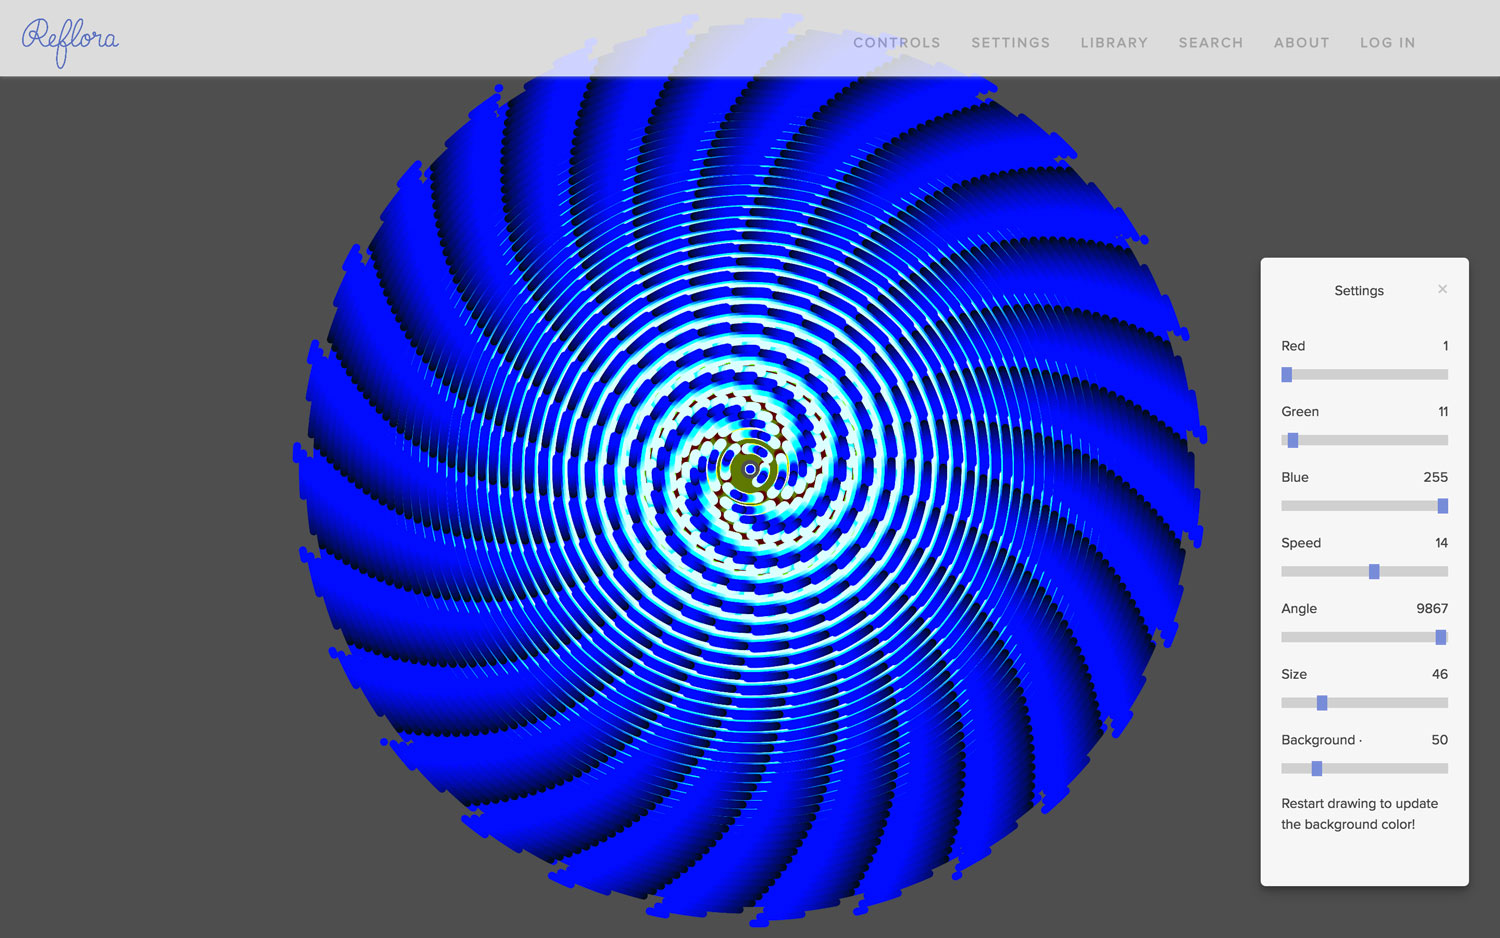 Reflora
CONTROLS SETTINGS LIBRARY SEARCH ABOUT LOG IN
Settings ×
Red 1
Green 11
Blue 255
Speed 14
Angle 9867
Size 46
Background · 50
Restart drawing to update
the background color!